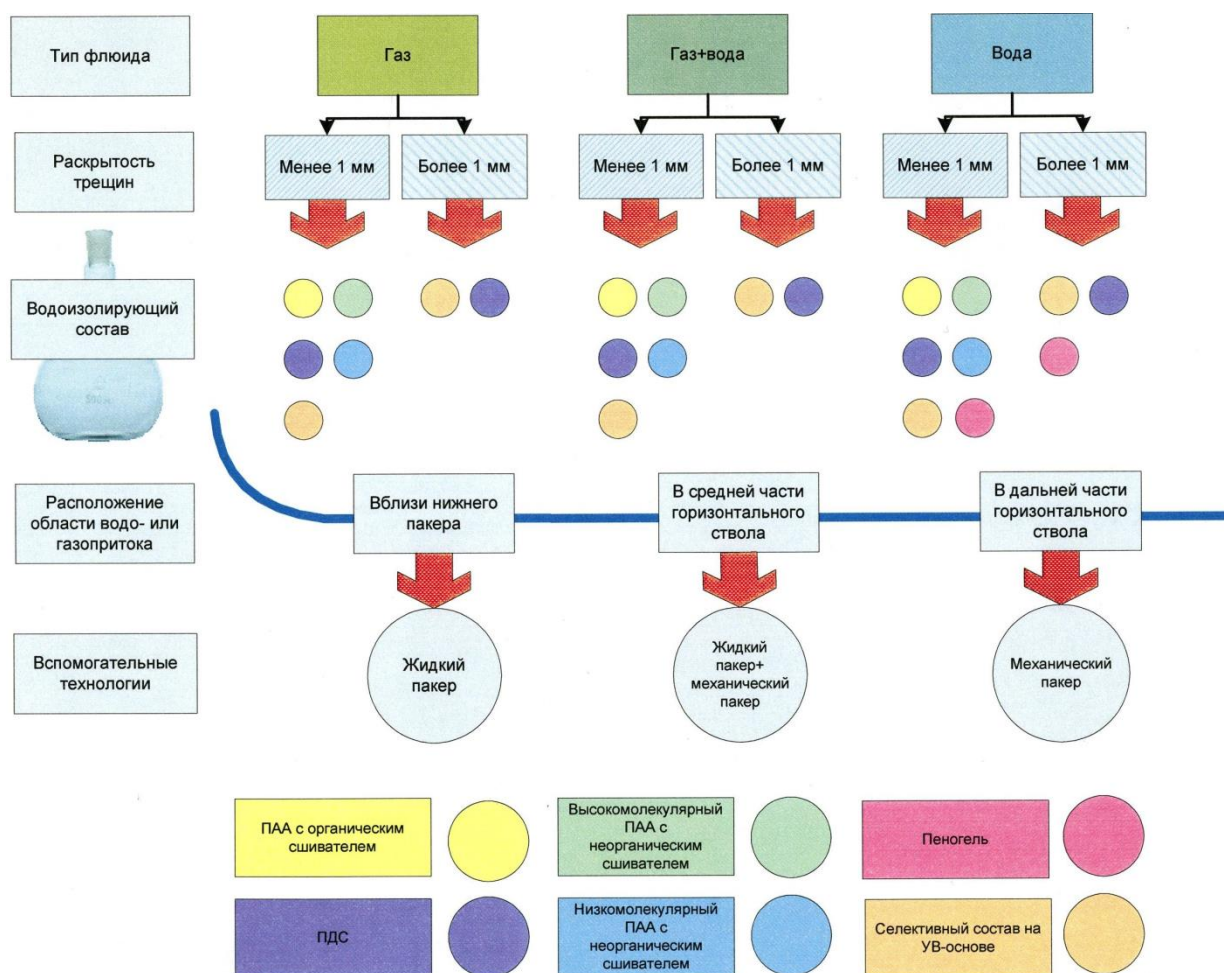 Тип флюида
Газ
Газ+вода
Вода
Раскрытость
трещин
Менее 1 мм
Более 1 мм
Менее 1 мм
Более 1 мм
Менее 1 мм
Более 1 мм
Водоизолирующий
состав
Расположение
области водо- или
газопритока
Вблизи нижнего
пакера
В средней части
горизонтального
ствола
В дальней части
горизонтального
ствола
Вспомогательные
технологии
Жидкий
пакер
Жидкий
пакер+
механический
пакер
Механический
пакер
ПАА с органическим
сшивателем
Высокомолекулярный
ПАА с
неорганическим
сшивателем
Пеногель
ПДС
Низкомолекулярный
ПАА с
неорганическим
сшивателем
Селективный состав на
УВ-основе